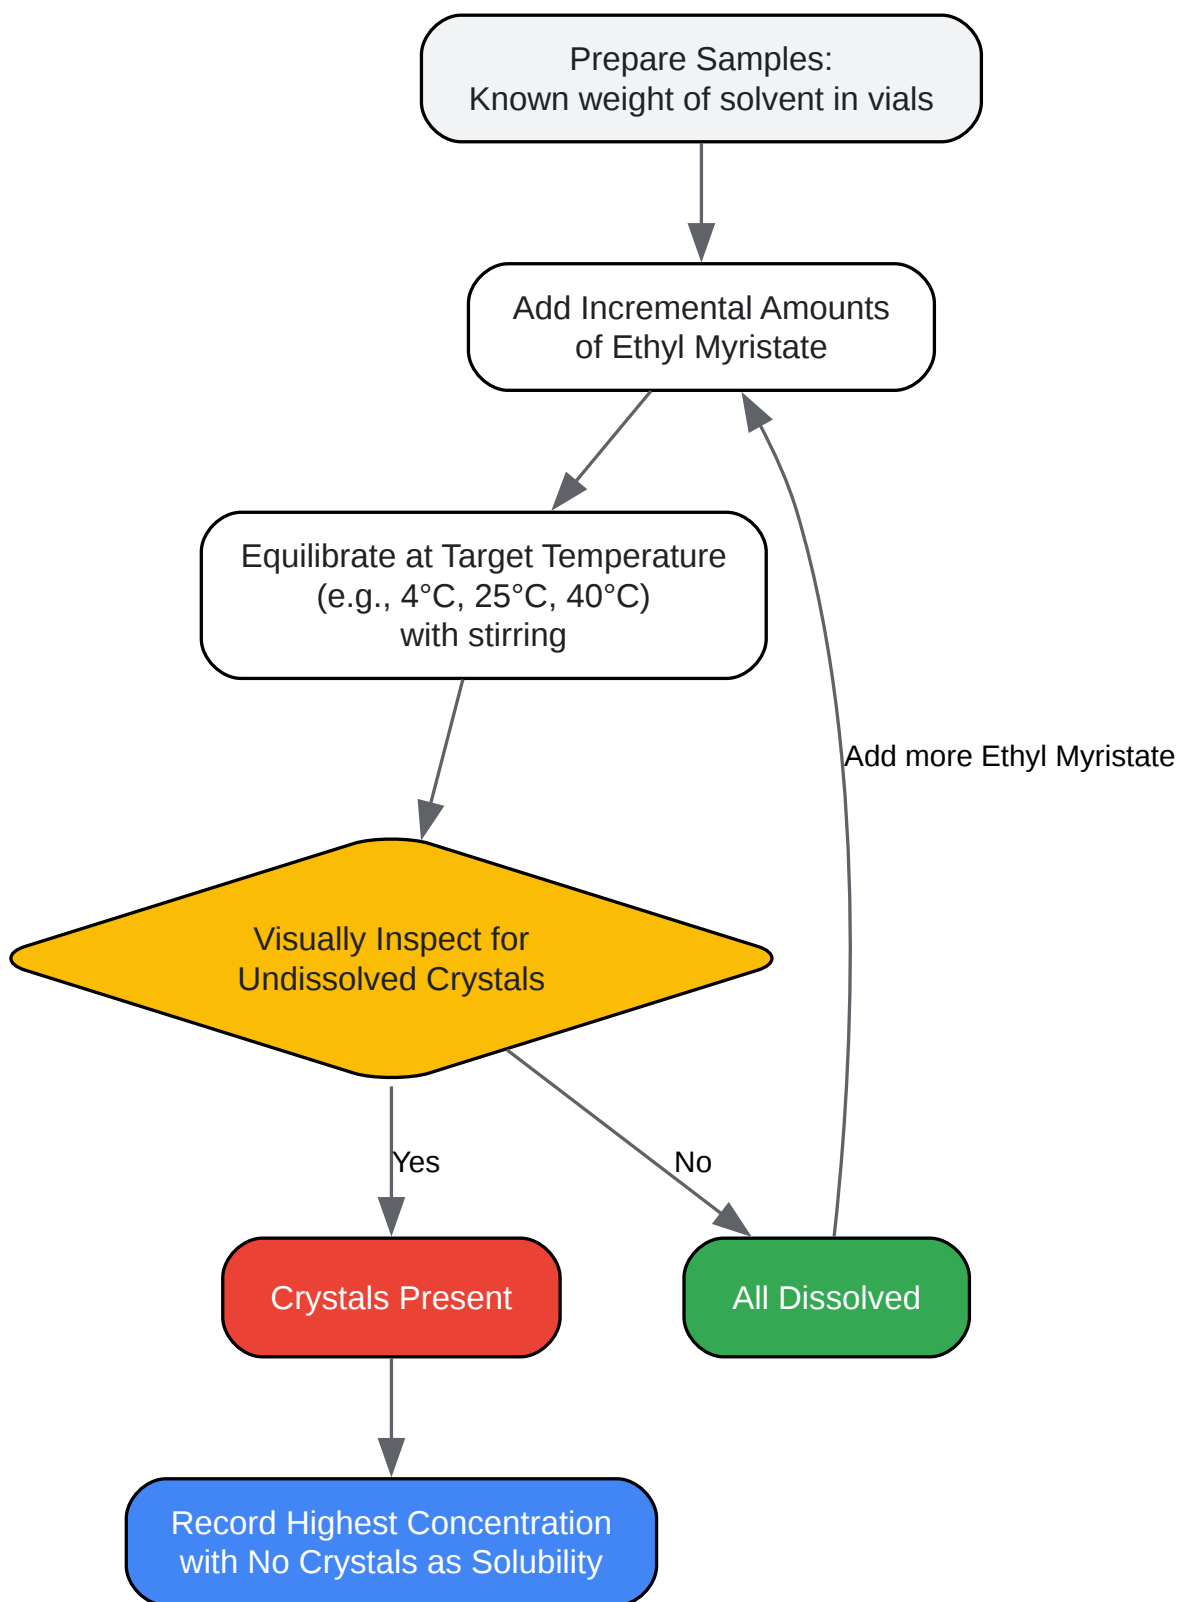 Prepare Samples:
Known weight of solvent in vials
Add Incremental Amounts
of Ethyl Myristate
Equilibrate at Target Temperature
(e.g., 4°C, 25°C, 40°C)
with stirring
Add more Ethyl Myristate
Visually Inspect for
Undissolved Crystals
Yes
No
Crystals Present
All Dissolved
Record Highest Concentration
with No Crystals as Solubility